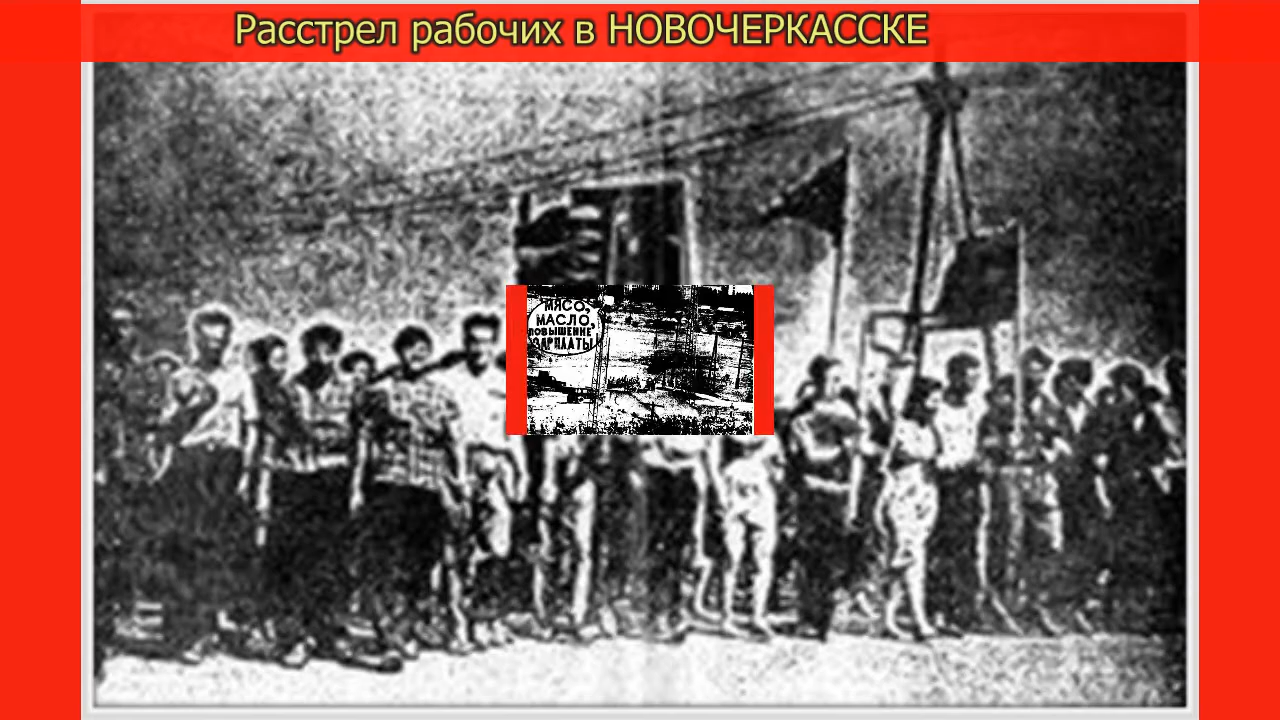 Расстрел рабочих в НОВОЧЕРКАССКЕ
МЯСО,
МАСЛО,
ПОВЫШЕНИЕ
ЗАРПЛАТЫ